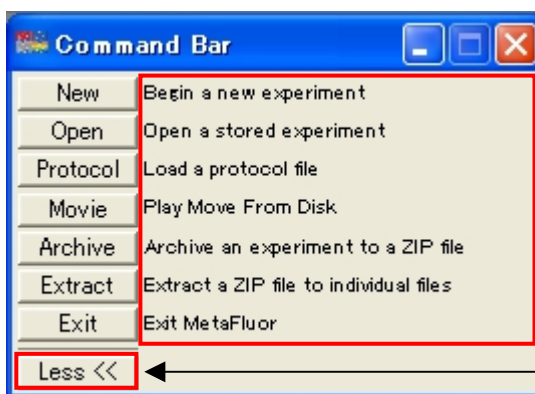 Command Bar
New Begin a new experiment
Open Open a stored experiment
Protocol Load a protocol file
Movie Play Move From Disk
Archive Archive an experiment to a ZIP file
Extract Extract a ZIP file to individual files
Exit Exit MetaFluor
Less <<